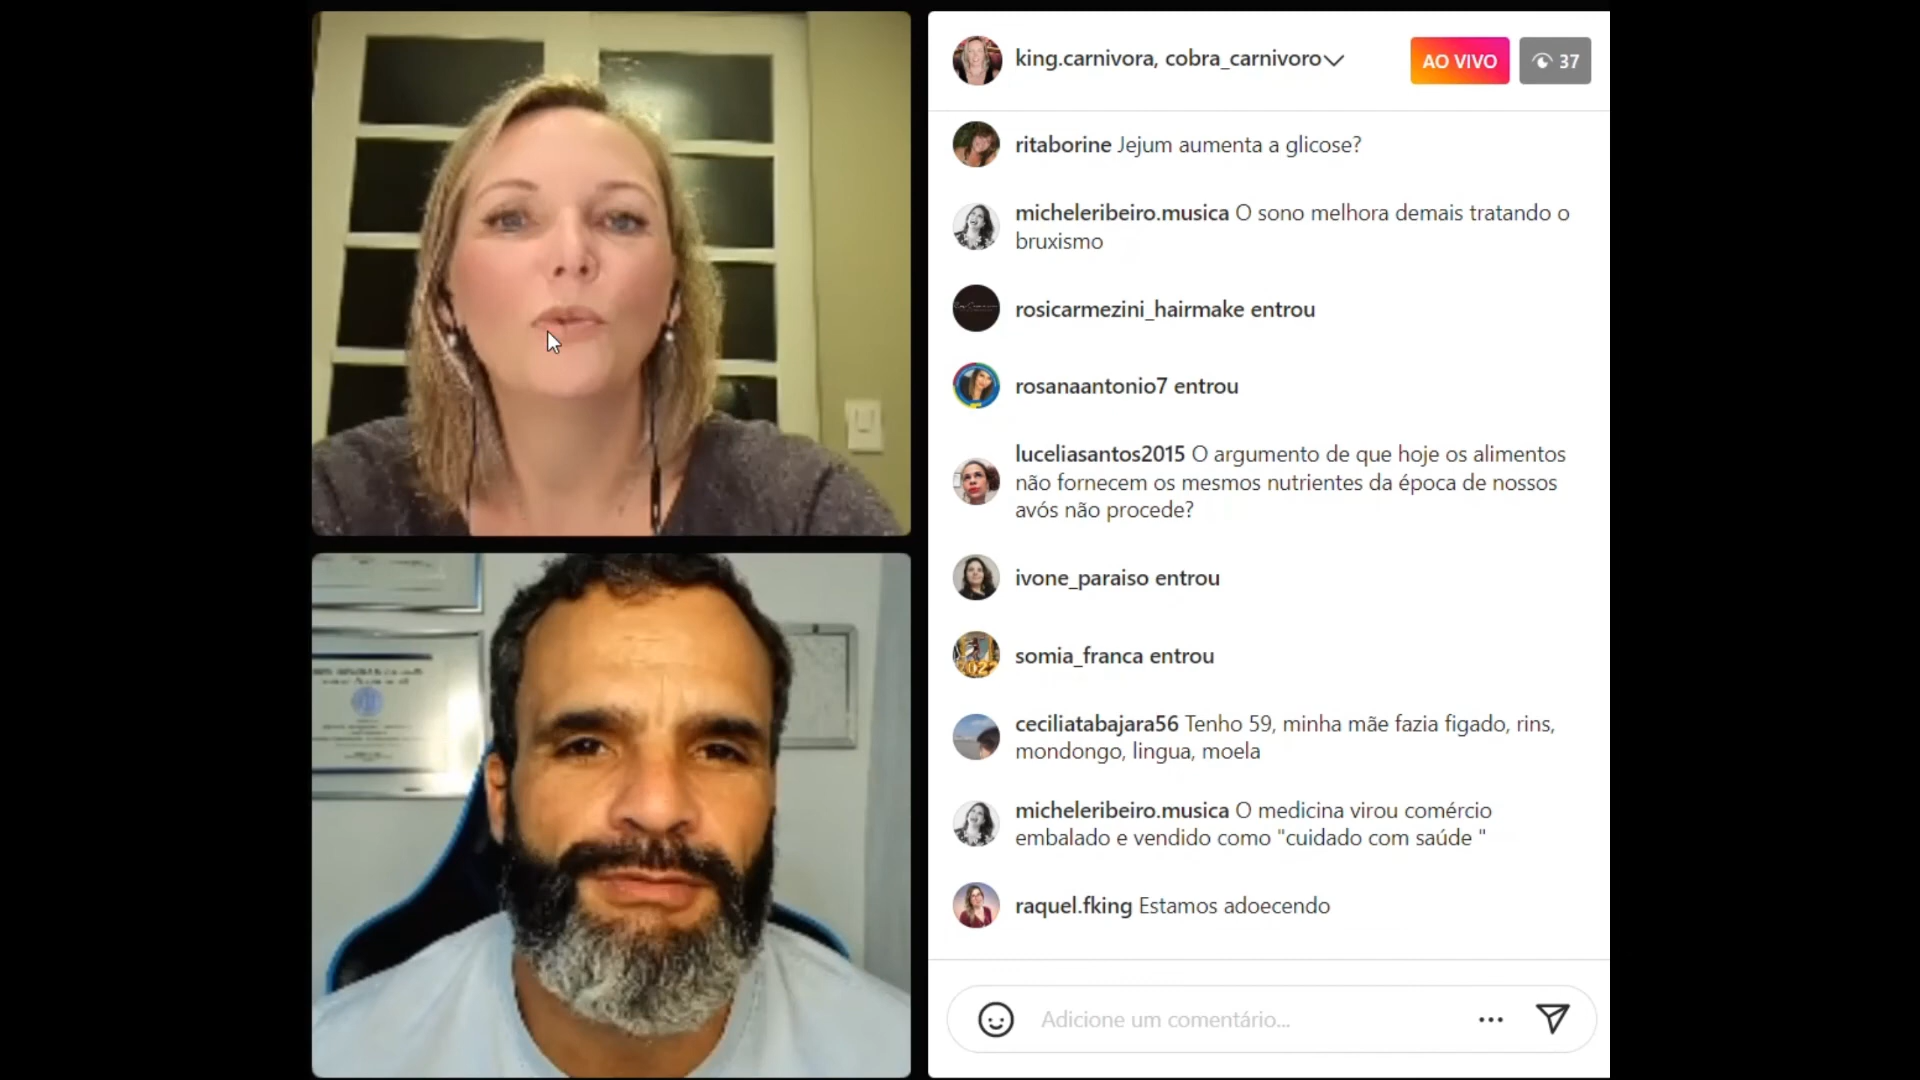 king.carnivora, cobra_carnivoro
AO VIVO
37
ritaborine Jejum aumenta a glicose?
micheleribeiro.musica O sono melhora demais tratando o
bruxismo
rosicarmezini_hairmake entrou
rosanaantonio7 entrou
luceliasantos2015 O argumento de que hoje os alimentos
não fornecem os mesmos nutrientes da época de nossos
avós não procede?
ivone_paraiso entrou
somia_franca entrou
ceciliatabajara56 Tenho 59, minha mãe fazia figado, rins,
mondongo, lingua, moela
micheleribeiro.musica O medicina virou comércio
embalado e vendido como "cuidado com saúde "
raquel.fking Estamos adoecendo
Adicione um comentário...